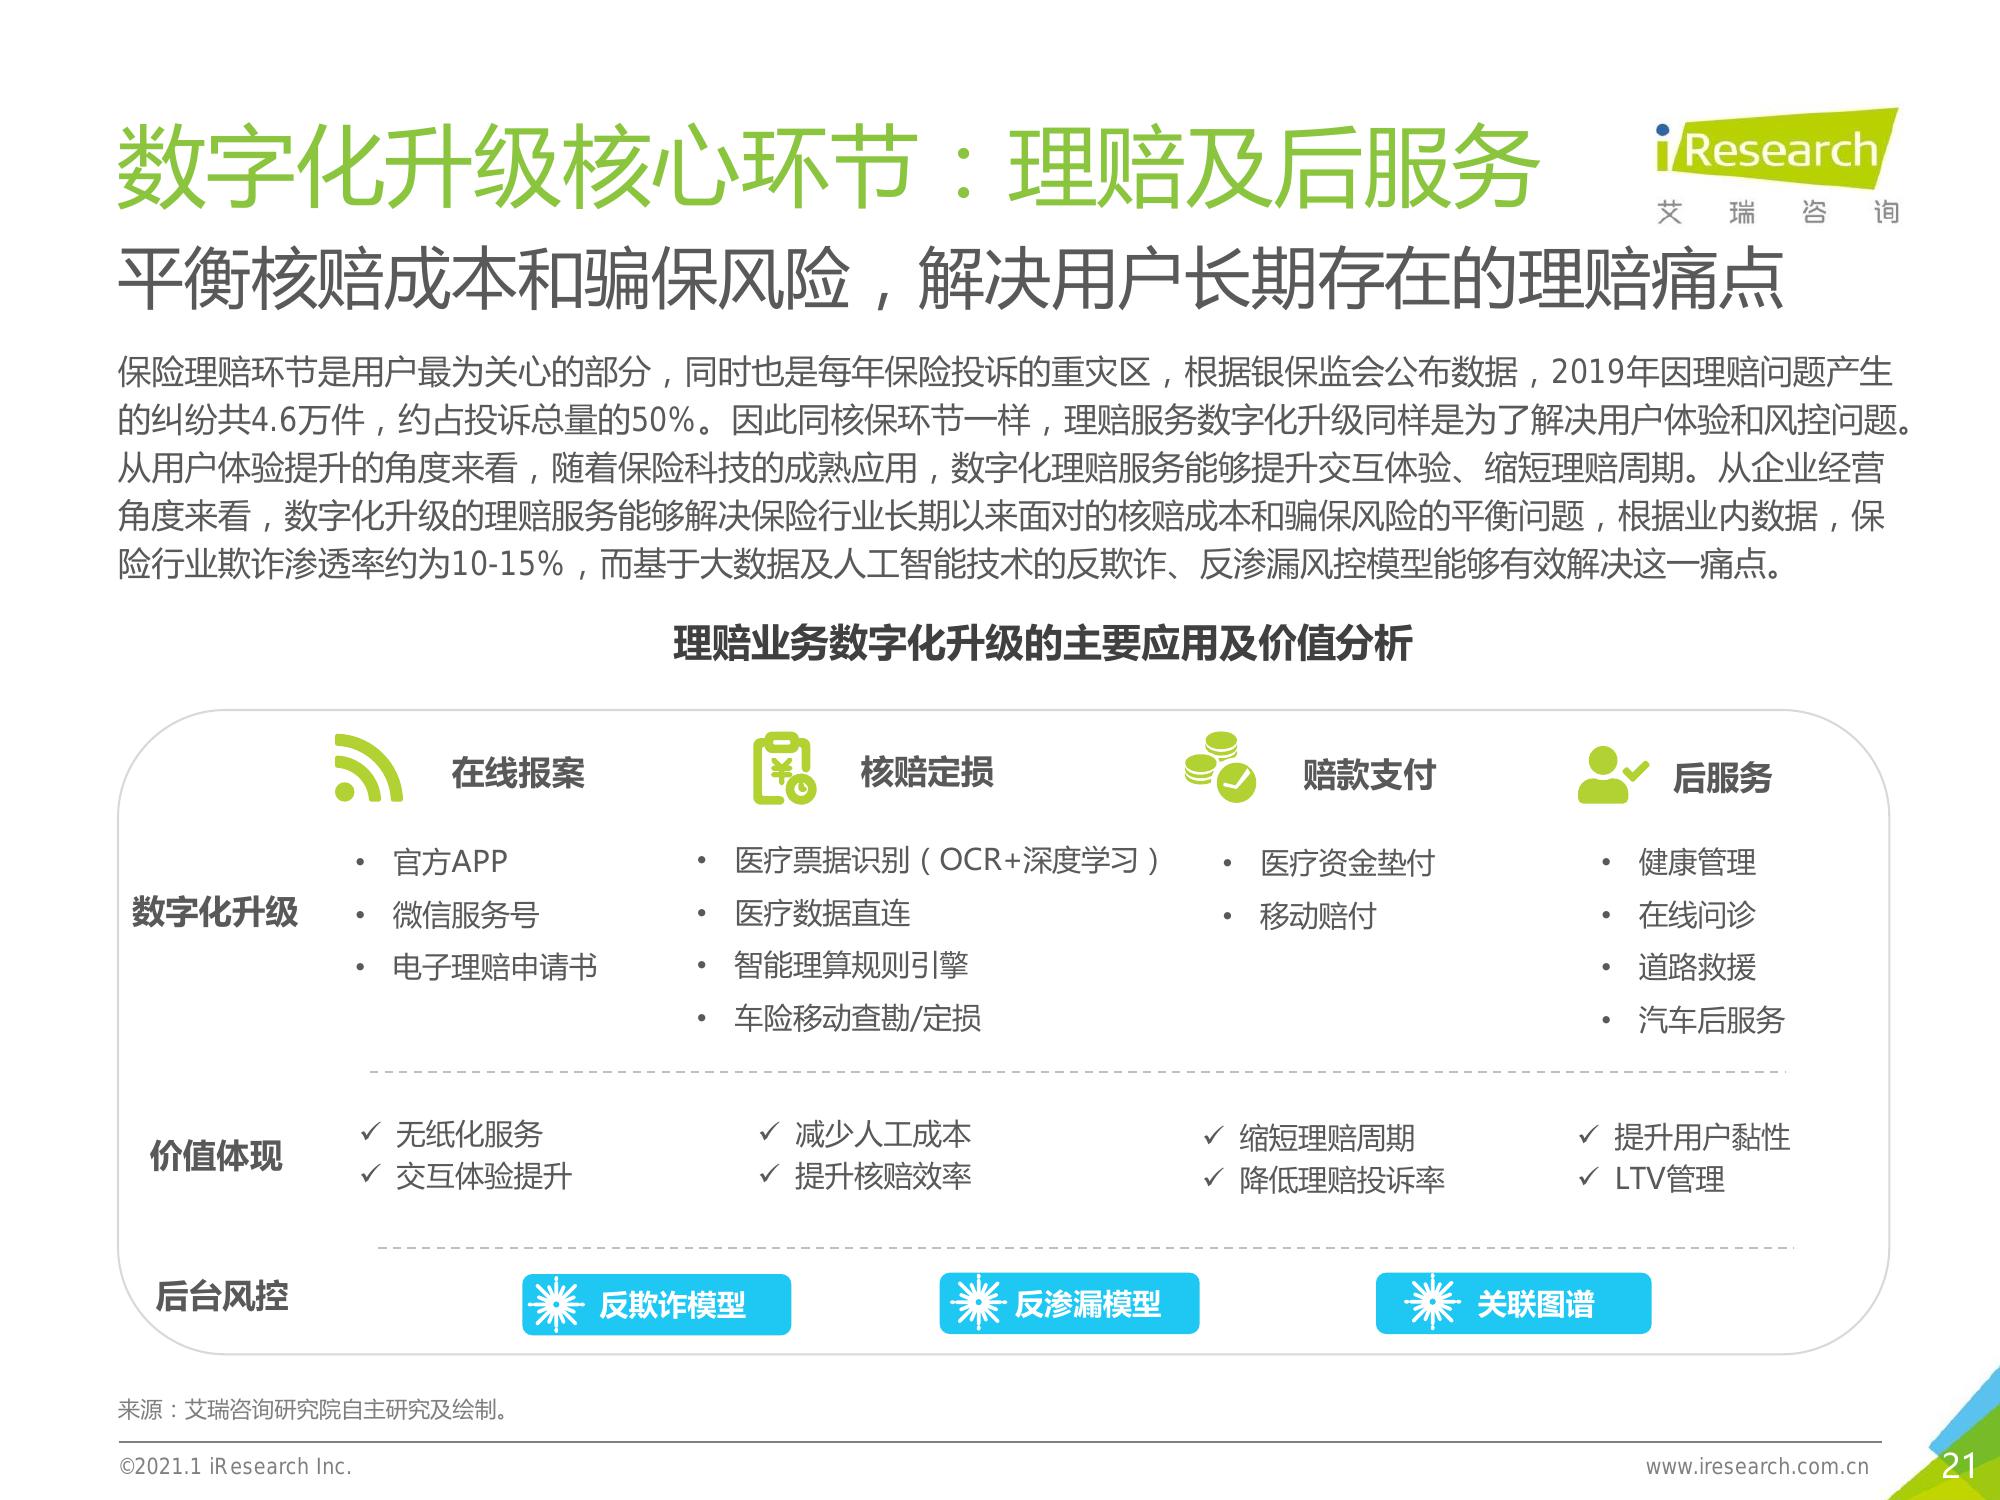 数字化升级核心环节：理赔及后服务
iResearch
艾瑞咨询
平衡核赔成本和骗保风险，解决用户长期存在的理赔痛点
保险理赔环节是用户最为关心的部分，同时也是每年保险投诉的重灾区，根据银保监会公布数据，2019年因理赔问题产生
的纠纷共4.6万件，约占投诉总量的50%。因此同核保环节一样，理赔服务数字化升级同样是为了解决用户体验和风控问题。
从用户体验提升的角度来看，随着保险科技的成熟应用，数字化理赔服务能够提升交互体验、缩短理赔周期。从企业经营
角度来看，数字化升级的理赔服务能够解决保险行业长期以来面对的核赔成本和骗保风险的平衡问题，根据业内数据，保
险行业欺诈渗透率约为10-15%，而基于大数据及人工智能技术的反欺诈、反渗漏风控模型能够有效解决这一痛点。
理赔业务数字化升级的主要应用及价值分析
在线报案
核赔定损
赔款支付
后服务
数字化升级
• 官方APP
• 微信服务号
• 电子理赔申请书
• 医疗票据识别（OCR+深度学习）
• 医疗数据直连
• 智能理算规则引擎
• 车险移动查勘/定损
• 医疗资金垫付
• 移动赔付
• 健康管理
• 在线问诊
• 道路救援
• 汽车后服务
价值体现
✓ 无纸化服务
✓ 交互体验提升
✓ 减少人工成本
✓ 提升核赔效率
✓ 缩短理赔周期
✓ 降低理赔投诉率
✓ 提升用户黏性
✓ LTV管理
后台风控
反欺诈模型
反渗漏模型
关联图谱
来源：艾瑞咨询研究院自主研究及绘制。
©2021.1 iResearch Inc.
www.iresearch.com.cn
21